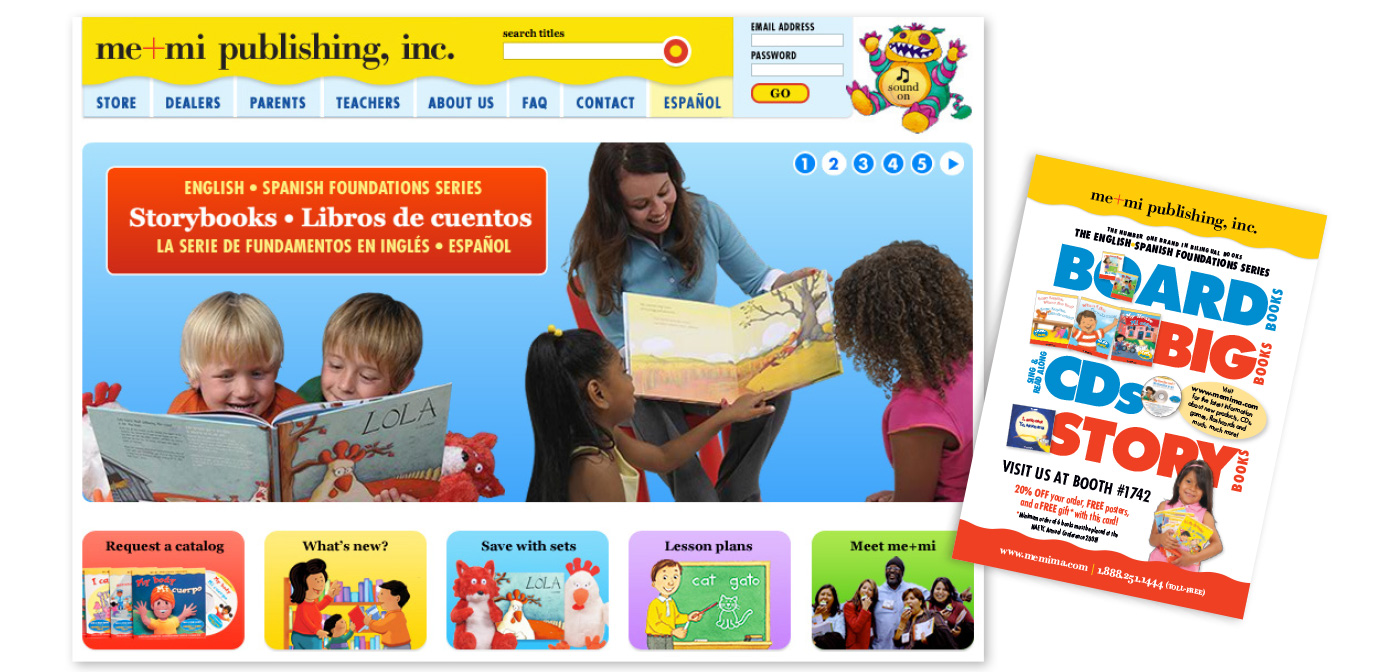 me+mi publishing, inc.
search titles
EMAIL ADDRESS
PASSWORD
GO
sound
on
STORE DEALERS PARENTS TEACHERS ABOUT US FAQ CONTACT ESPAÑOL
1 2 3 4 5
ENGLISH • SPANISH FOUNDATIONS SERIES
Storybooks • Libros de cuentos
LA SERIE DE FUNDAMENTOS EN INGLÉS • ESPAÑOL
LOLA
Request a catalog
My body
Mi cuerpo
What's new?
Save with sets
LOLA
Lesson plans
cat gato
Meet me+mi
me+mi publishing, inc.
THE NUMBER ONE BRAND IN BILINGUAL BOOKS
THE ENGLISH SPANISH FOUNDATIONS SERIES
BOARD BOOKS
BIG BOOKS
SING &
READ ALONG
CDs
Visit
www.memima.com
for the latest information
about new products, CDs,
games, flashcards and
much, much more!
STORY BOOKS
VISIT US AT BOOTH #1742
20% OFF your order, FREE posters,
and a FREE gift* with this card!
*Minimum order of 6 books must be placed at the
NAEYC Annual Conference 2008
www.memima.com | 1.888.251.1444 (TOLL-FREE)